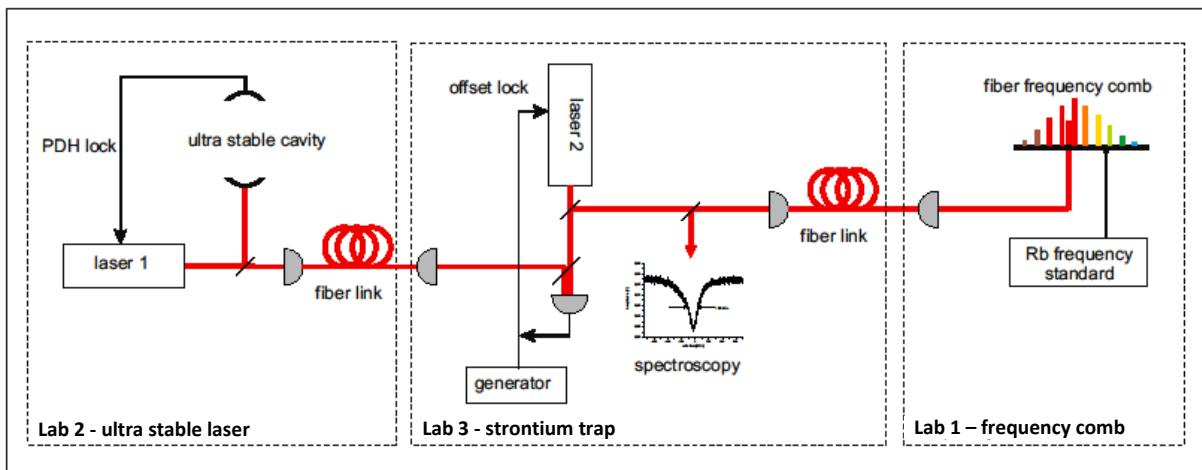 PDH lock
ultra stable cavity
laser 1
fiber link
Lab 2 - ultra stable laser
offset lock
laser 2
generator
spectroscopy
fiber link
Lab 3 - strontium trap
fiber frequency comb
Rb frequency
standard
Lab 1 – frequency comb